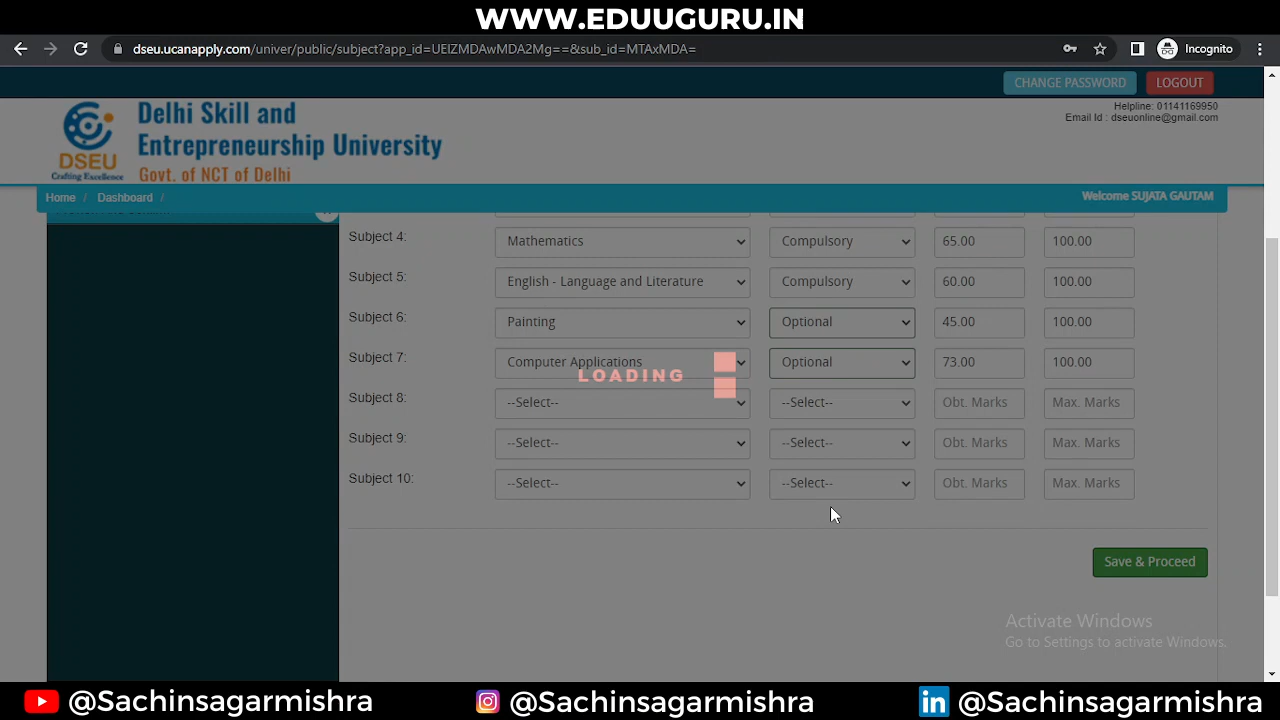 WWW.EDUUGURU.IN
dseu.ucanapply.com/univer/public/subject?app_id=UElZMDAwMDA2Mg==&sub_id=MTAxMDA=
Incognito
CHANGE PASSWORD
LOGOUT
Helpline: 01141169950
Email Id : dseuonline@gmail.com
DSEU
Crafting Excellence
Delhi Skill and
Entrepreneurship University
Govt. of NCT of Delhi
Home / Dashboard /
Welcome SUJATA GAUTAM
Subject 4: Mathematics Compulsory 65.00 100.00
Subject 5: English - Language and Literature Compulsory 60.00 100.00
Subject 6: Painting Optional 45.00 100.00
Subject 7: Computer Applications Optional 73.00 100.00
LOADING
Subject 8: --Select-- --Select-- Obt. Marks Max. Marks
Subject 9: --Select-- --Select-- Obt. Marks Max. Marks
Subject 10: --Select-- --Select-- Obt. Marks Max. Marks
Save & Proceed
Activate Windows
Go to Settings to activate Windows.
@Sachinsagarmishra
@Sachinsagarmishra
in @Sachinsagarmishra